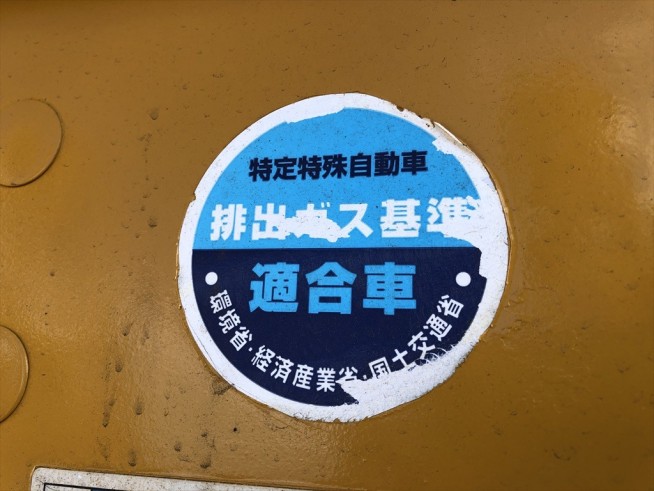 特定特殊自動車
排出ガス基準
適合車
環境省・経済産業省・国土交通省